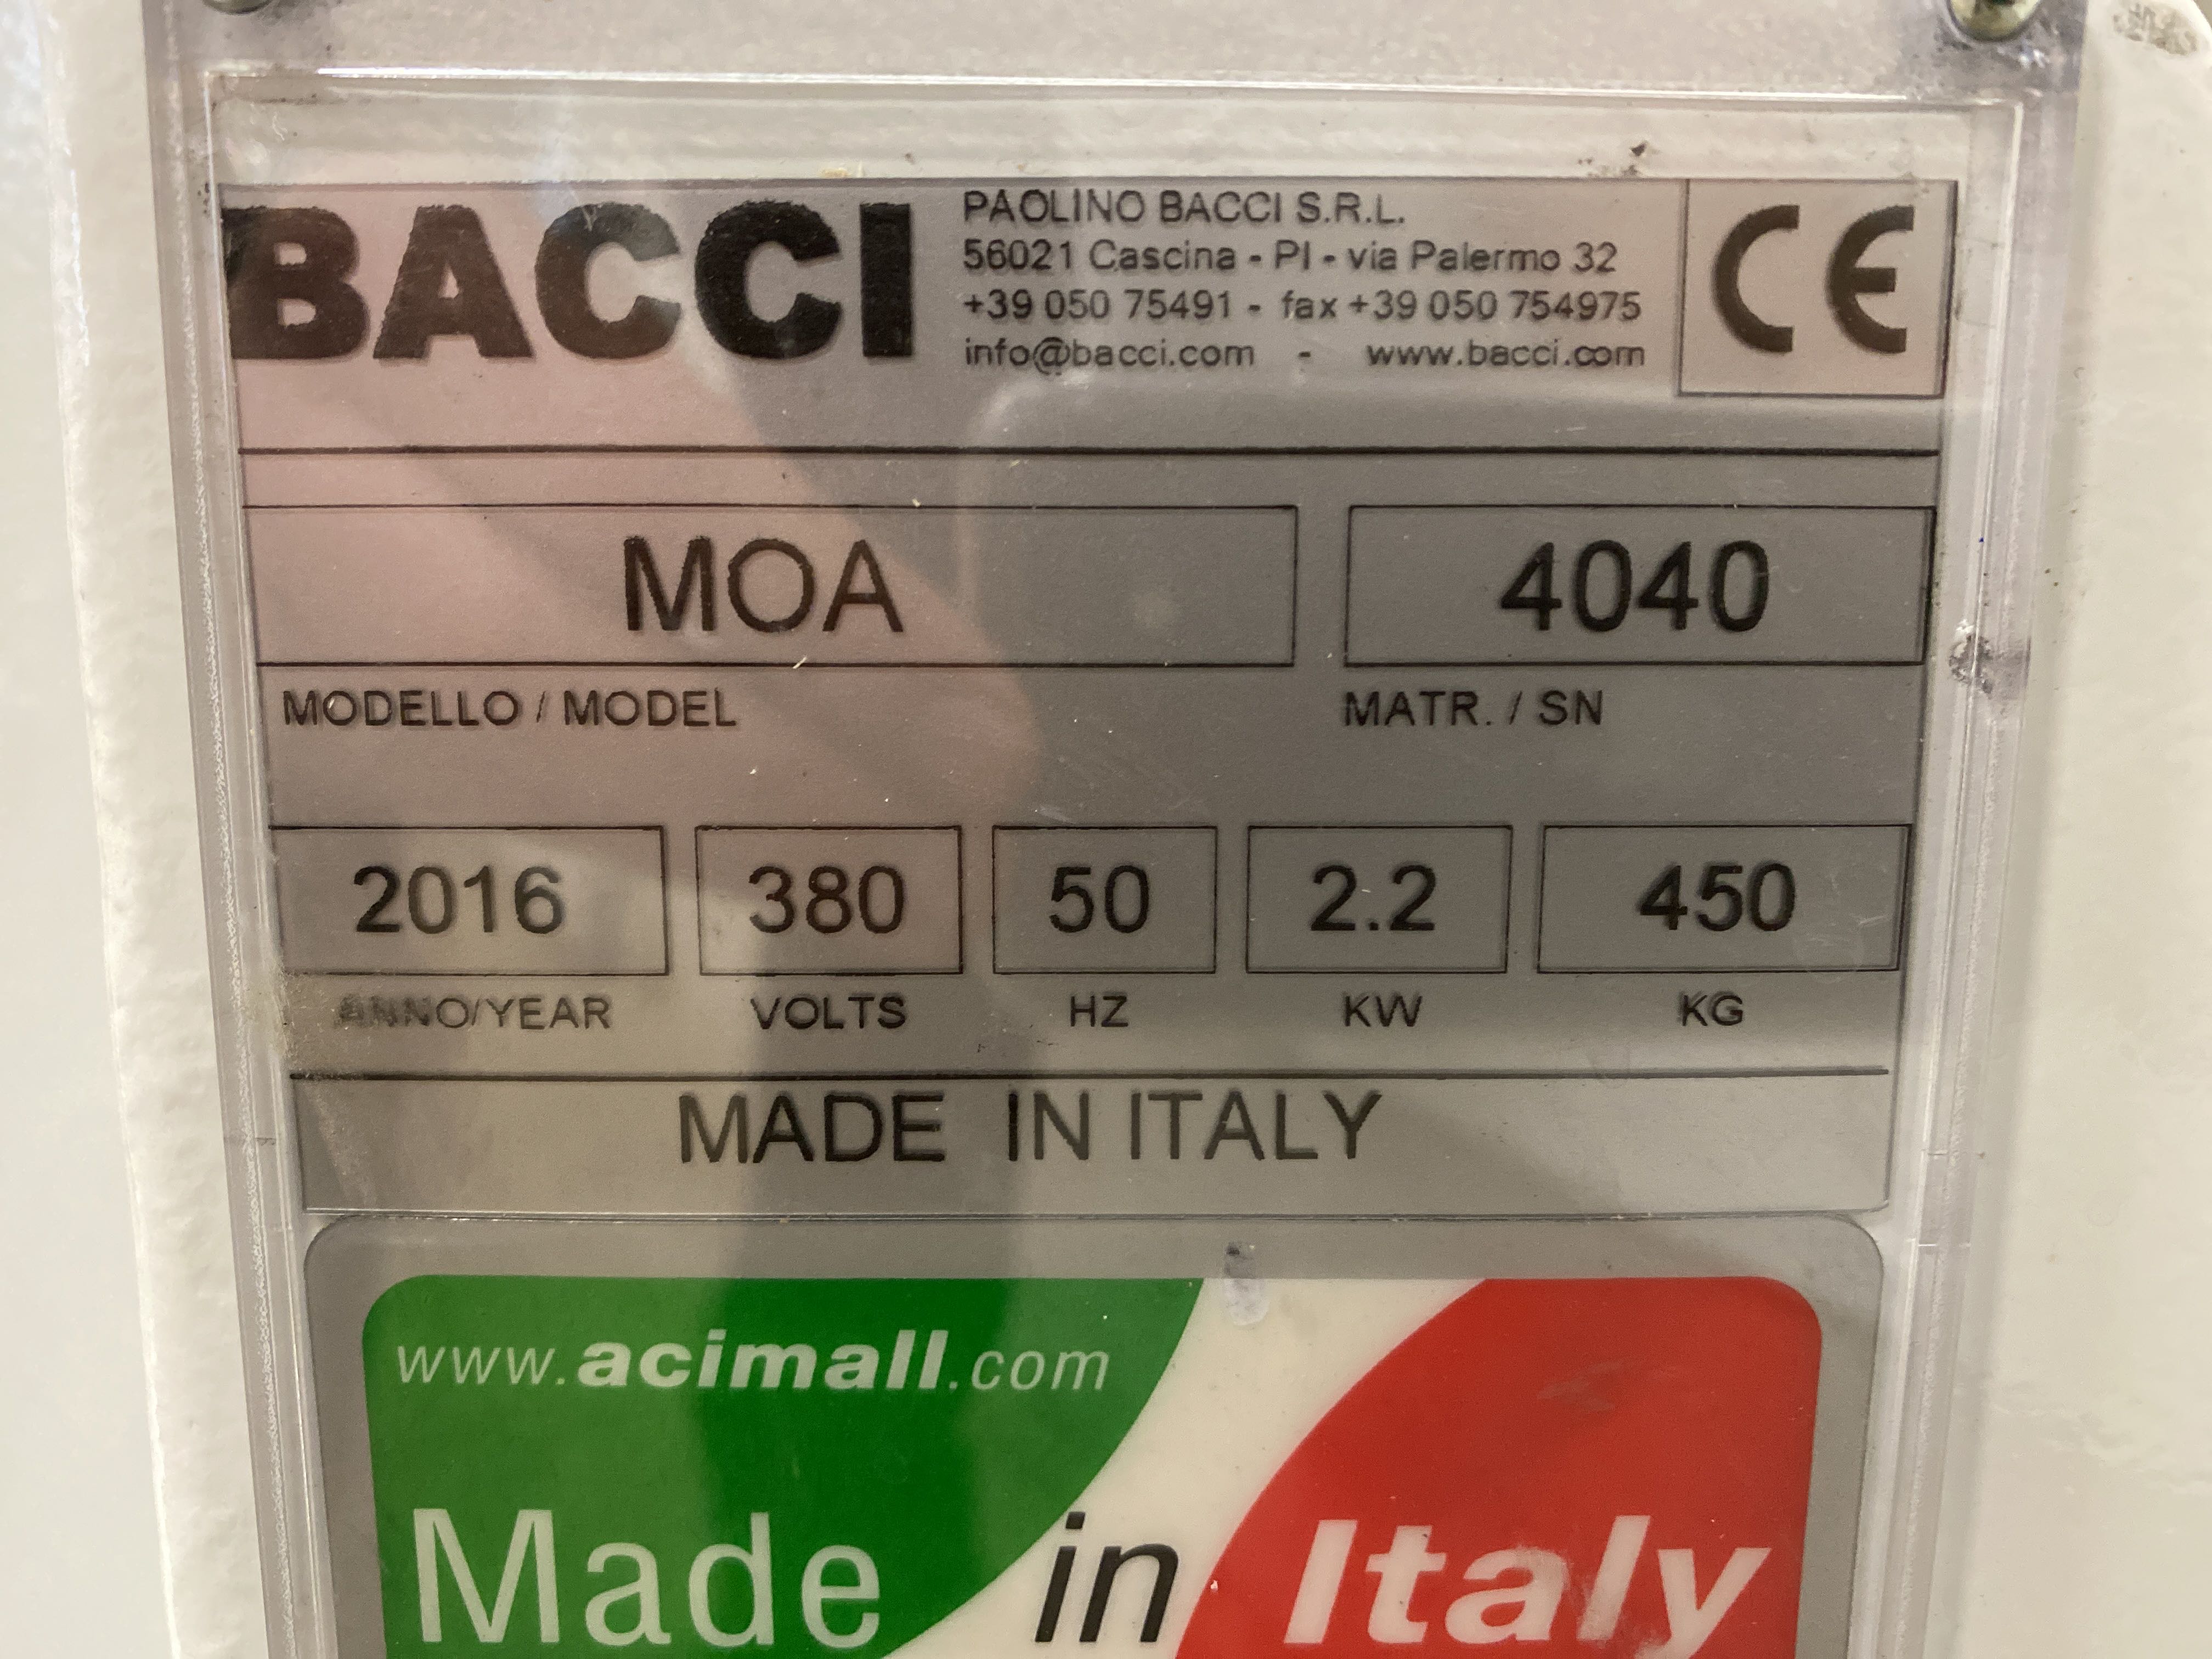 BACCI
PAOLINO BACCI S.R.L.
56021 Cascina - PI - via Palermo 32
+39 050 75491 - fax +39 050 754975
info@bacci.com - www.bacci.com
CE
MOA 4040
MODELLO / MODEL MATR. / SN
2016 380 50 2.2 450
ANNO/YEAR VOLTS HZ KW KG
MADE IN ITALY
www.acimall.com
Made in Italy